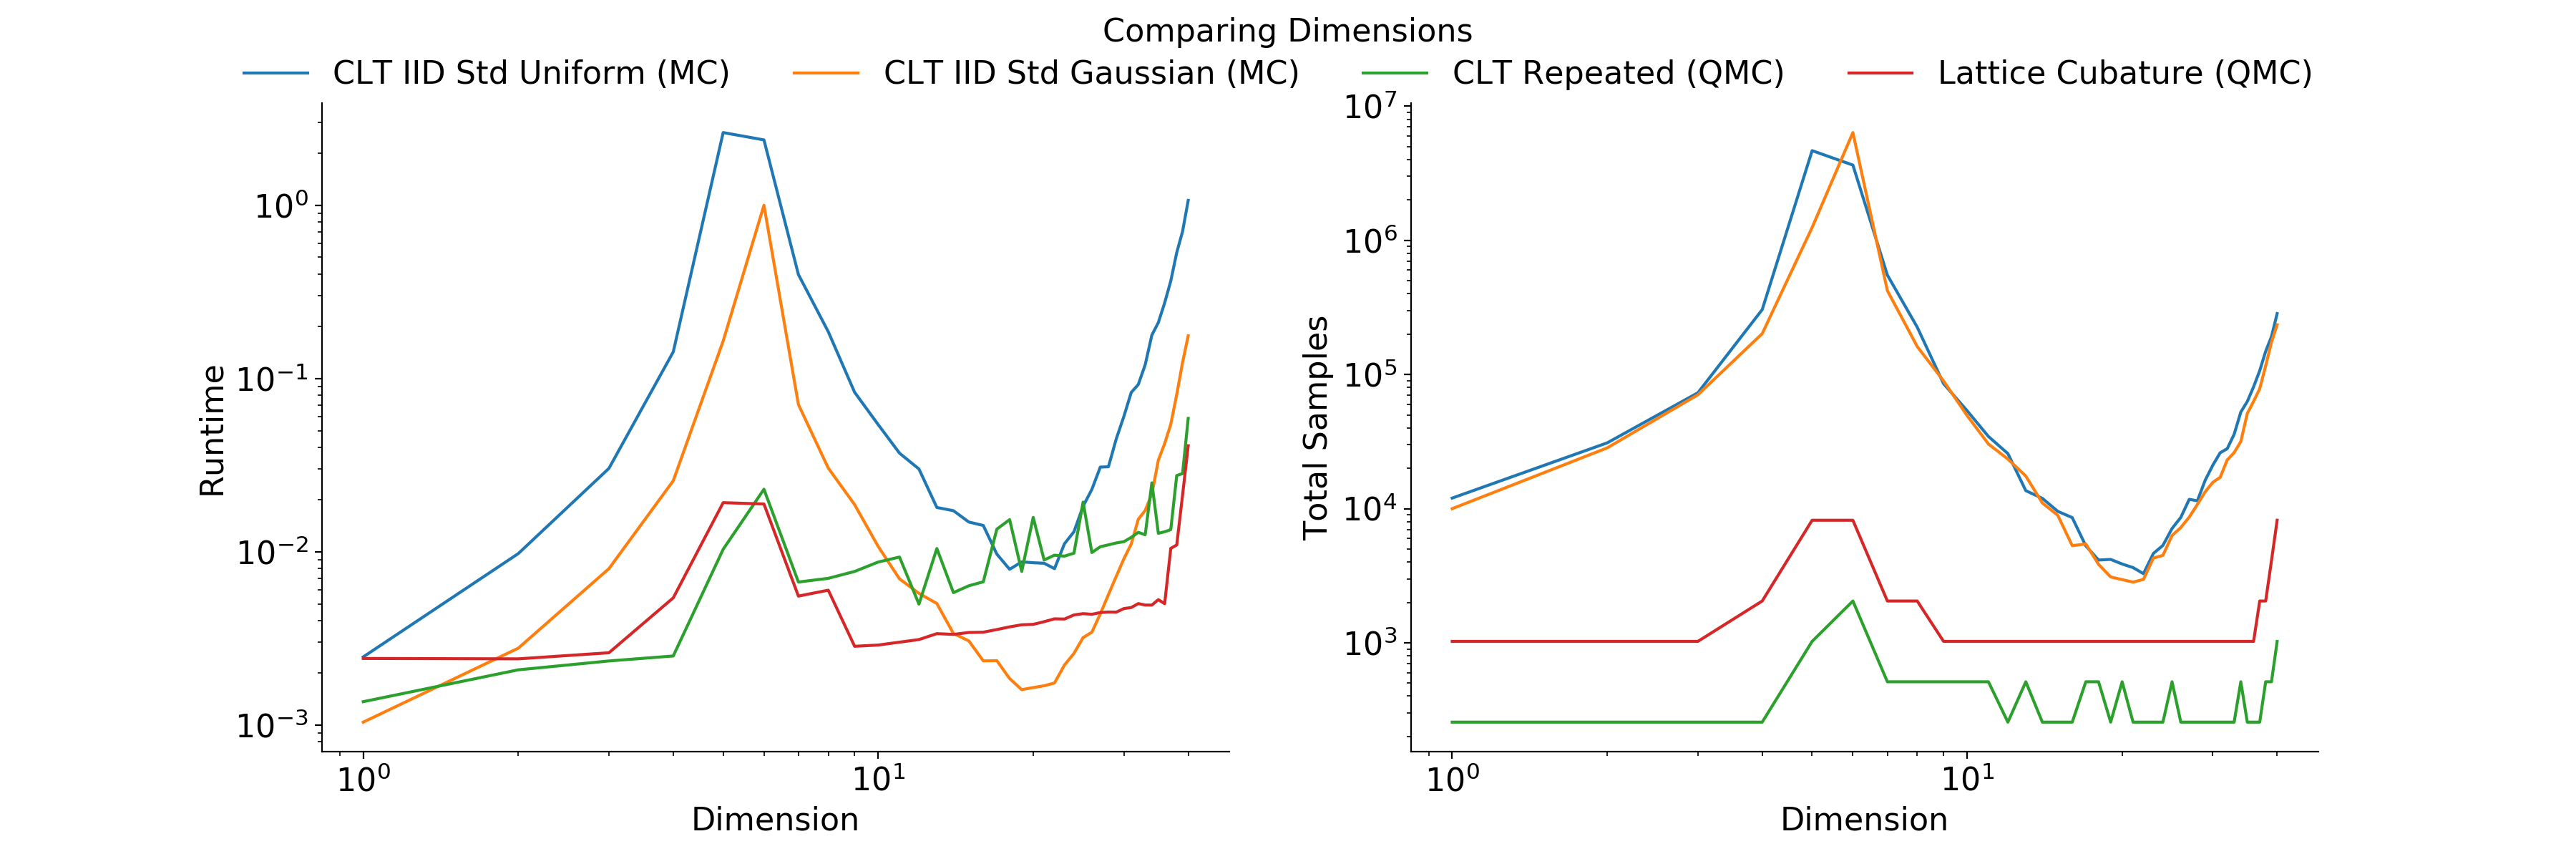 Comparing Dimensions
CLT IID Std Uniform (MC) CLT IID Std Gaussian (MC) CLT Repeated (QMC) Lattice Cubature (QMC)
Runtime
10⁰
10⁻¹
10⁻²
10⁻³
10⁰ 10¹
Dimension
Total Samples
10⁷
10⁶
10⁵
10⁴
10³
10⁰ 10¹
Dimension